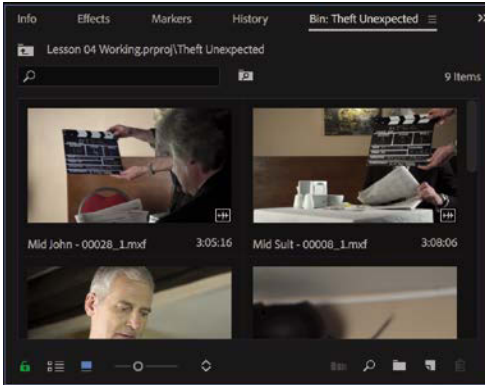 Info Effects Markers History Bin: Theft Unexpected
Lesson 04 Working.prproj\Theft Unexpected
9 Items
Mid John - 00028_1.mxf 3:05:16 Mid Suit - 00008_1.mxf 3:08:06